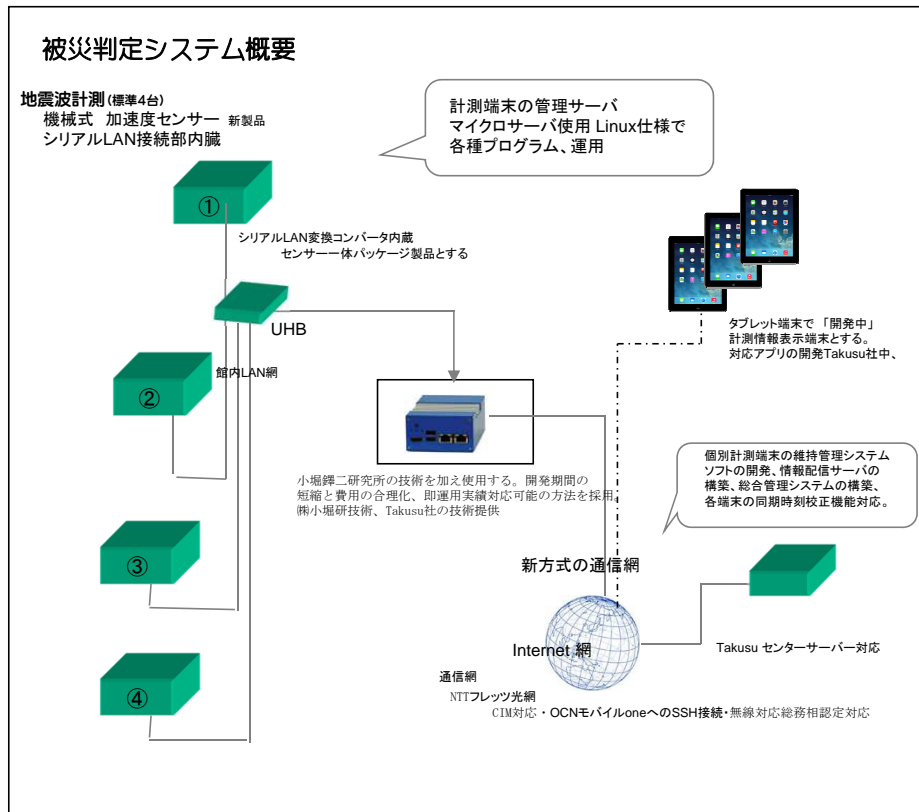 被災判定システム概要
地震波計測(標準4台)
機械式 加速度センサー 新製品
シリアルLAN接続部内臓
計測端末の管理サーバ
マイクロサーバ使用 Linux仕様で
各種プログラム、運用
①
シリアルLAN変換コンバータ内蔵
センサー一体パッケージ製品とする
UHB
館内LAN網
②
タブレット端末で 「開発中」
計測情報表示端末とする。
対応アプリの開発Takusu社中、
小堀鐸二研究所の技術を加え使用する。開発期間の
短縮と費用の合理化、即運用実績対応可能の方法を採用。
㈱小堀研技術、Takusu社の技術提供
個別計測端末の維持管理システム
ソフトの開発、情報配信サーバの
構築、総合管理システムの構築、
各端末の同期時刻校正機能対応。
③
新方式の通信網
Internet 網
Takusu センターサーバー対応
④
通信網
NTTフレッツ光網
CIM対応・OCNモバイルoneへのSSH接続・無線対応総務相認定対応